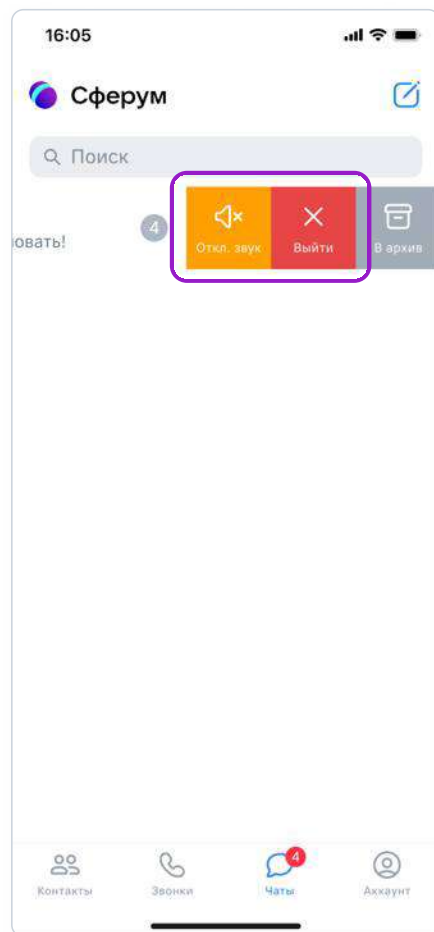 16:05
Сферум
Поиск
4
Откл. звук
Выйти
В архив
овать!
4
Контакты
Звонки
Чаты
Аккаунт